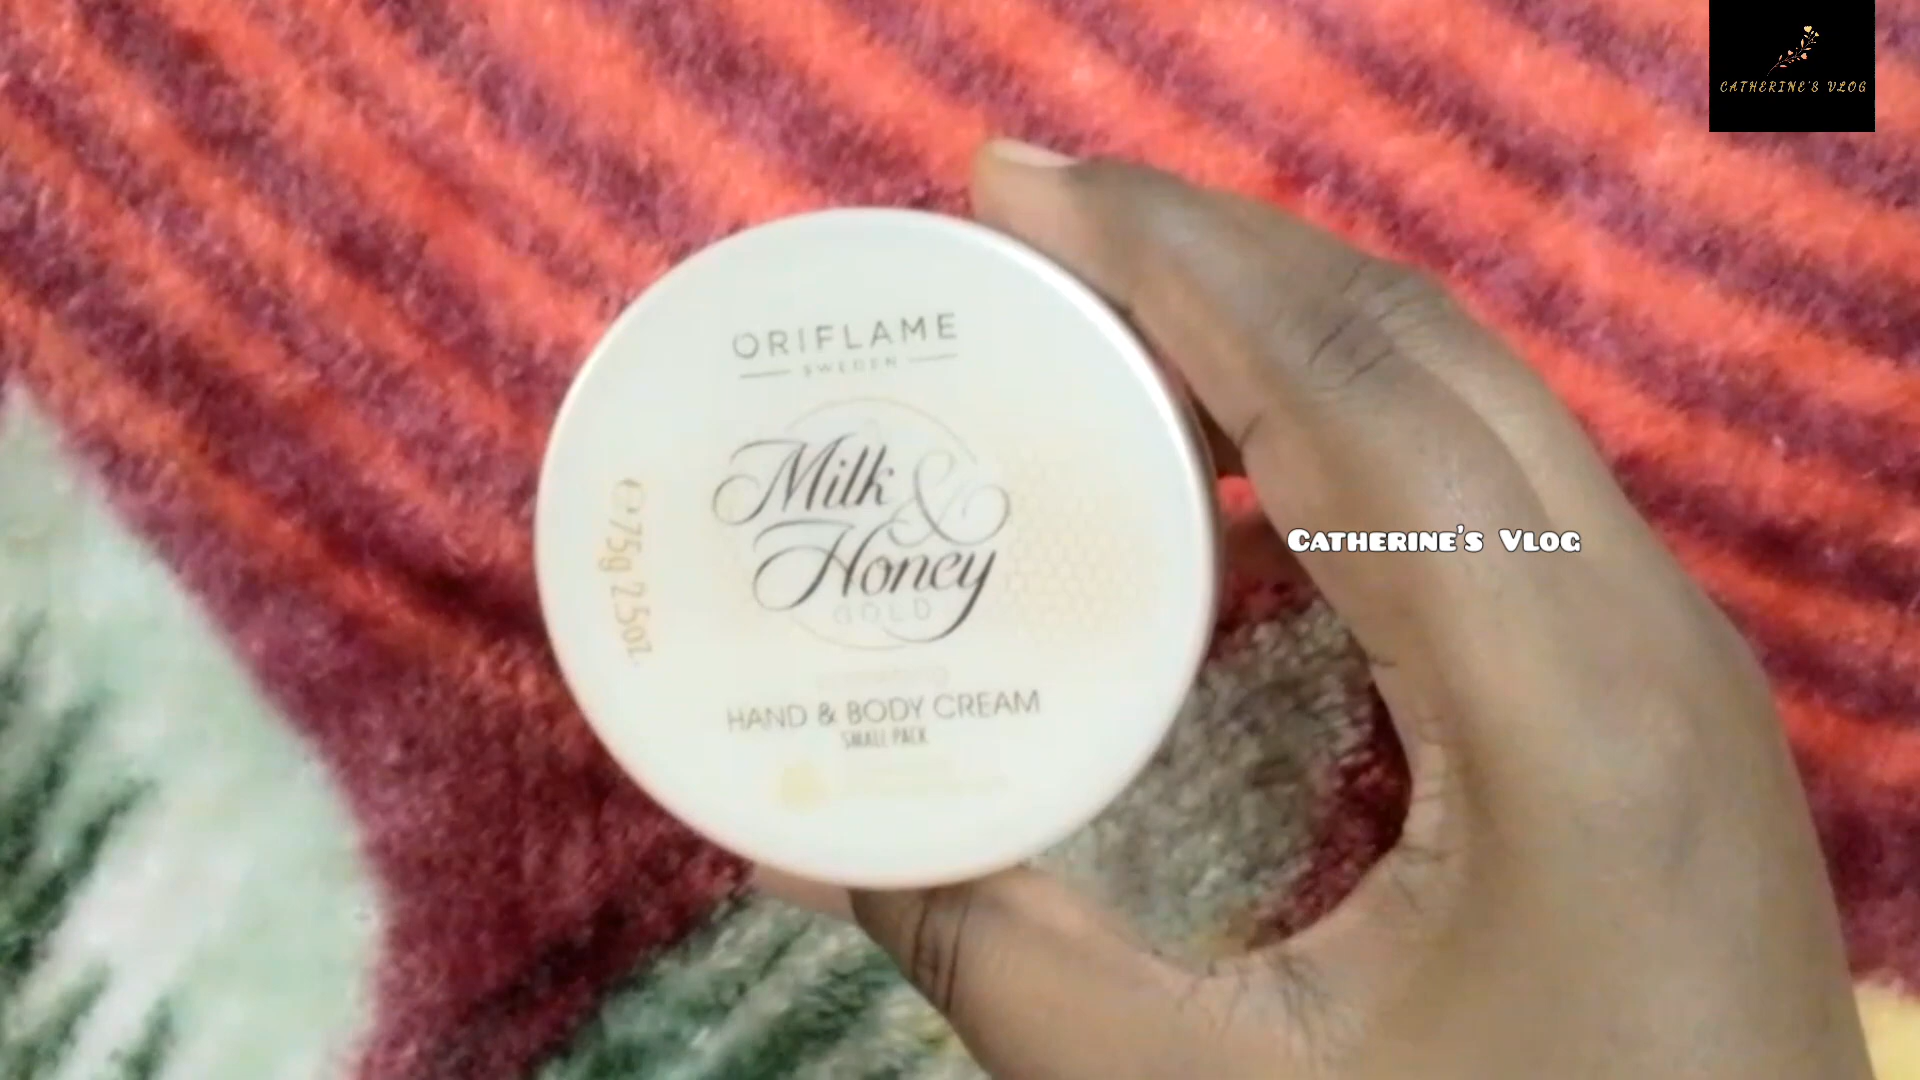 CATHERINE'S VLOG
ORIFLAME
SWEDEN
Milk &
Honey
GOLD
HAND & BODY CREAM
SMALL PACK
℮75g 2.5oz.
CATHERINE'S VLOG